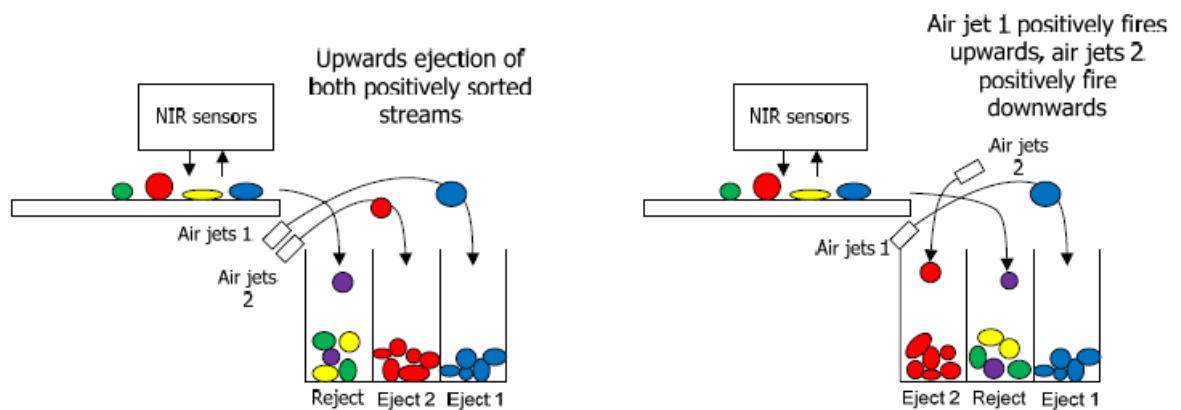 Upwards ejection of
both positively sorted
streams
NIR sensors
Air jets 1
Air jets
2
Reject
Eject 2
Eject 1
Air jet 1 positively fires
upwards, air jets 2
positively fire
downwards
NIR sensors
Air jets
2
Air jets 1
Eject 2
Reject
Eject 1